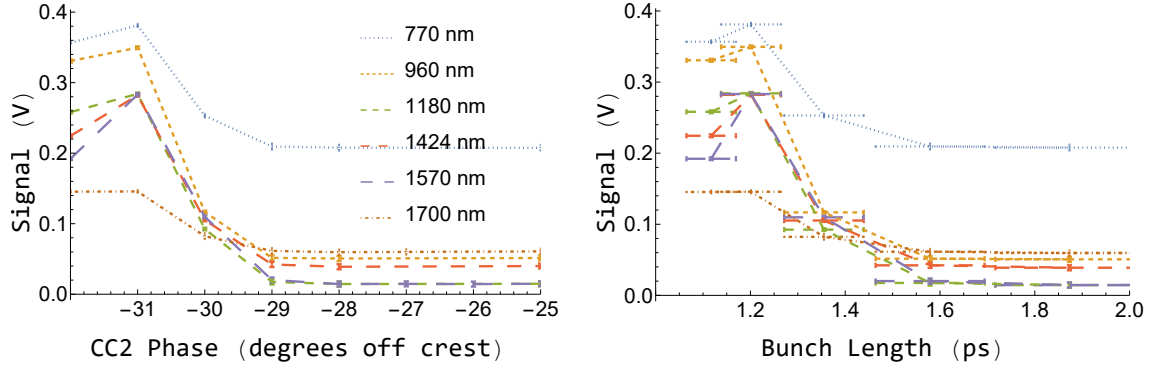 0.4
0.3
0.2
0.1
0.0
Signal (V)
-31 -30 -29 -28 -27 -26 -25
CC2 Phase (degrees off crest)
770 nm
960 nm
1180 nm
1424 nm
1570 nm
1700 nm
0.4
0.3
0.2
0.1
0.0
Signal (V)
1.2 1.4 1.6 1.8 2.0
Bunch Length (ps)